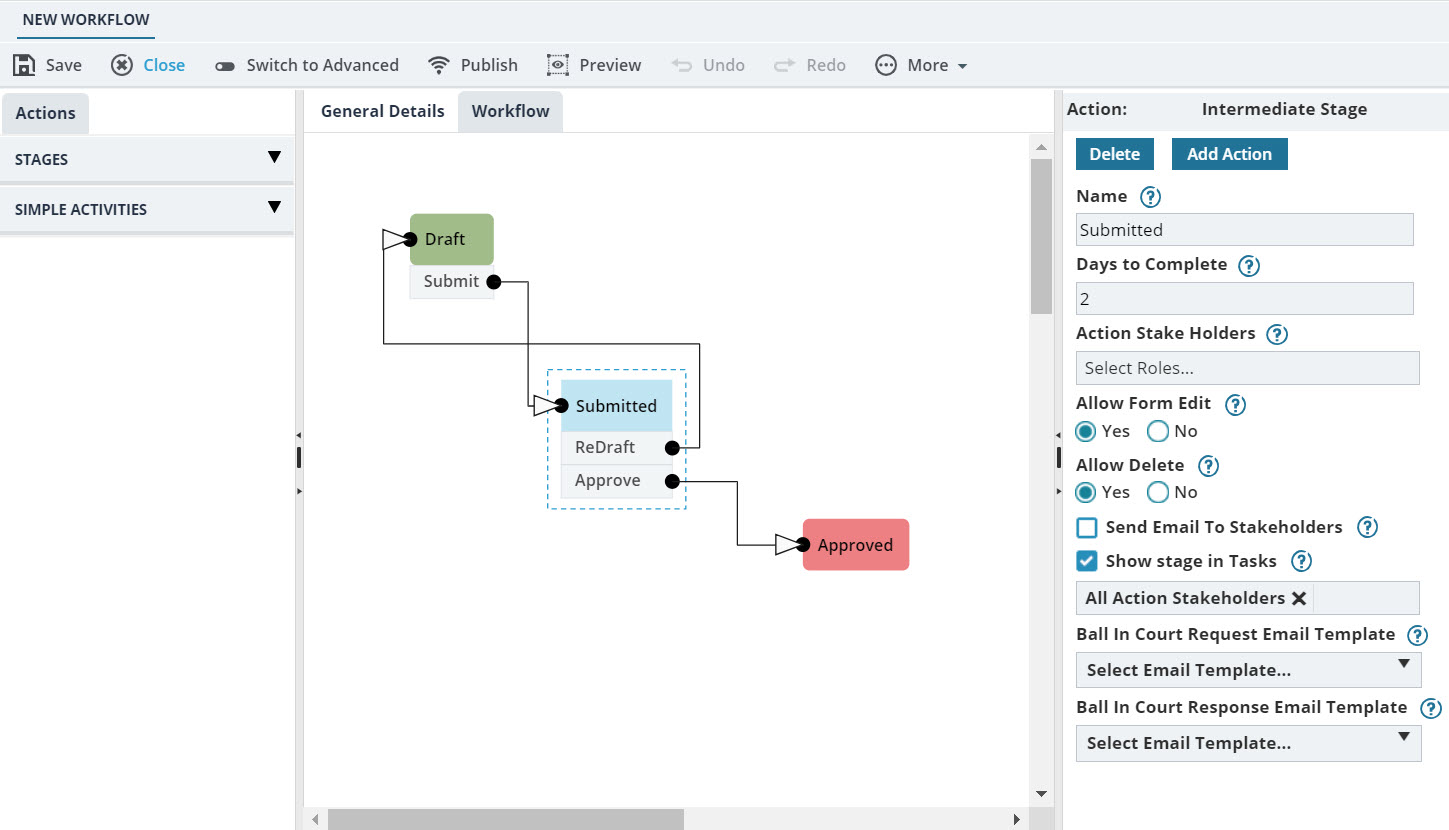 NEW WORKFLOW
Save Close Switch to Advanced Publish Preview Undo Redo More
Actions
STAGES
SIMPLE ACTIVITIES
General Details Workflow
Draft
Submit
Submitted
ReDraft
Approve
Approved
Action: Intermediate Stage
Delete Add Action
Name ?
Submitted
Days to Complete ?
2
Action Stake Holders ?
Select Roles...
Allow Form Edit ?
Yes No
Allow Delete ?
Yes No
Send Email To Stakeholders ?
Show stage in Tasks ?
All Action Stakeholders
Ball In Court Request Email Template ?
Select Email Template...
Ball In Court Response Email Template ?
Select Email Template...